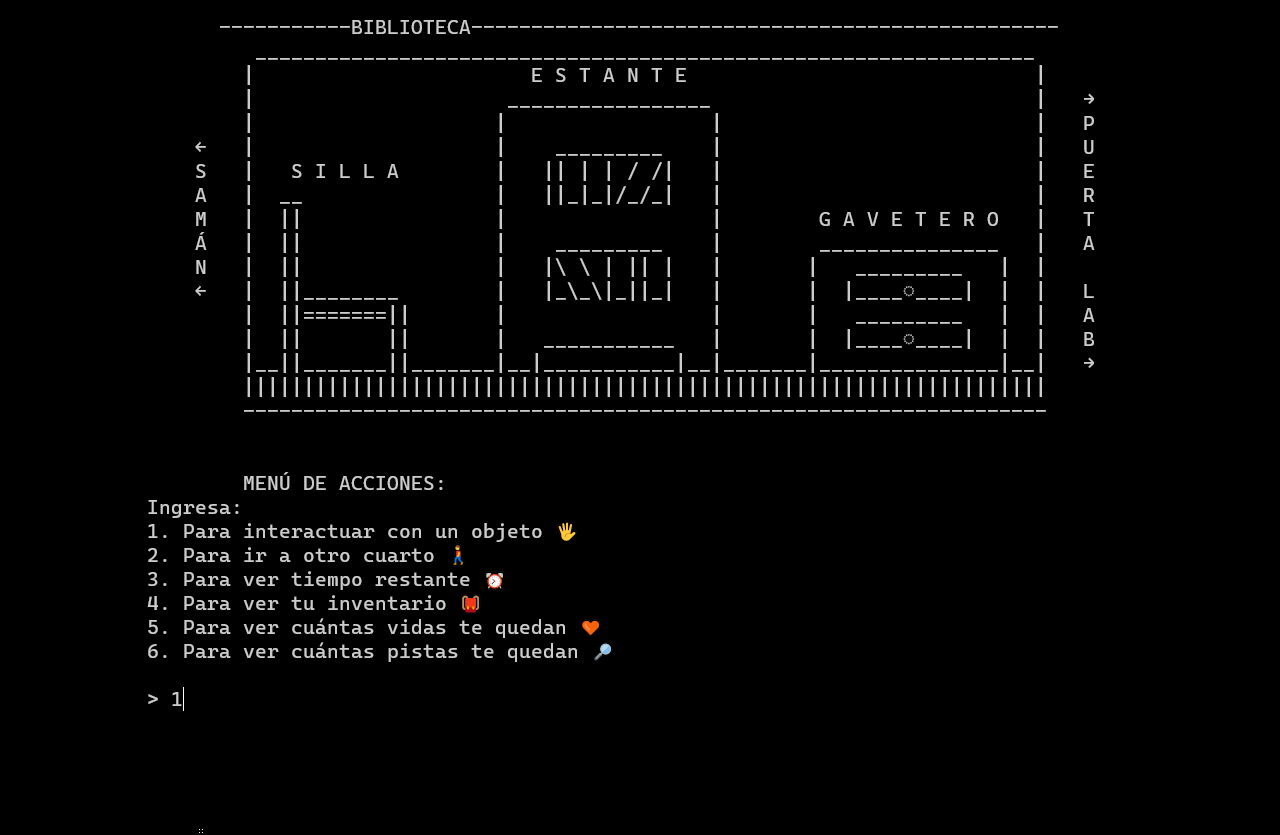 BIBLIOTECA
E S T A N T E
S I L L A
G A V E T E R O
← S A M Á N ←
→ P U E R T A L A B →
MENÚ DE ACCIONES:
Ingresa:
1. Para interactuar con un objeto 🖐
2. Para ir a otro cuarto 🚶
3. Para ver tiempo restante ⏰
4. Para ver tu inventario 🎒
5. Para ver cuántas vidas te quedan 🧡
6. Para ver cuántas pistas te quedan 🔎
> 1